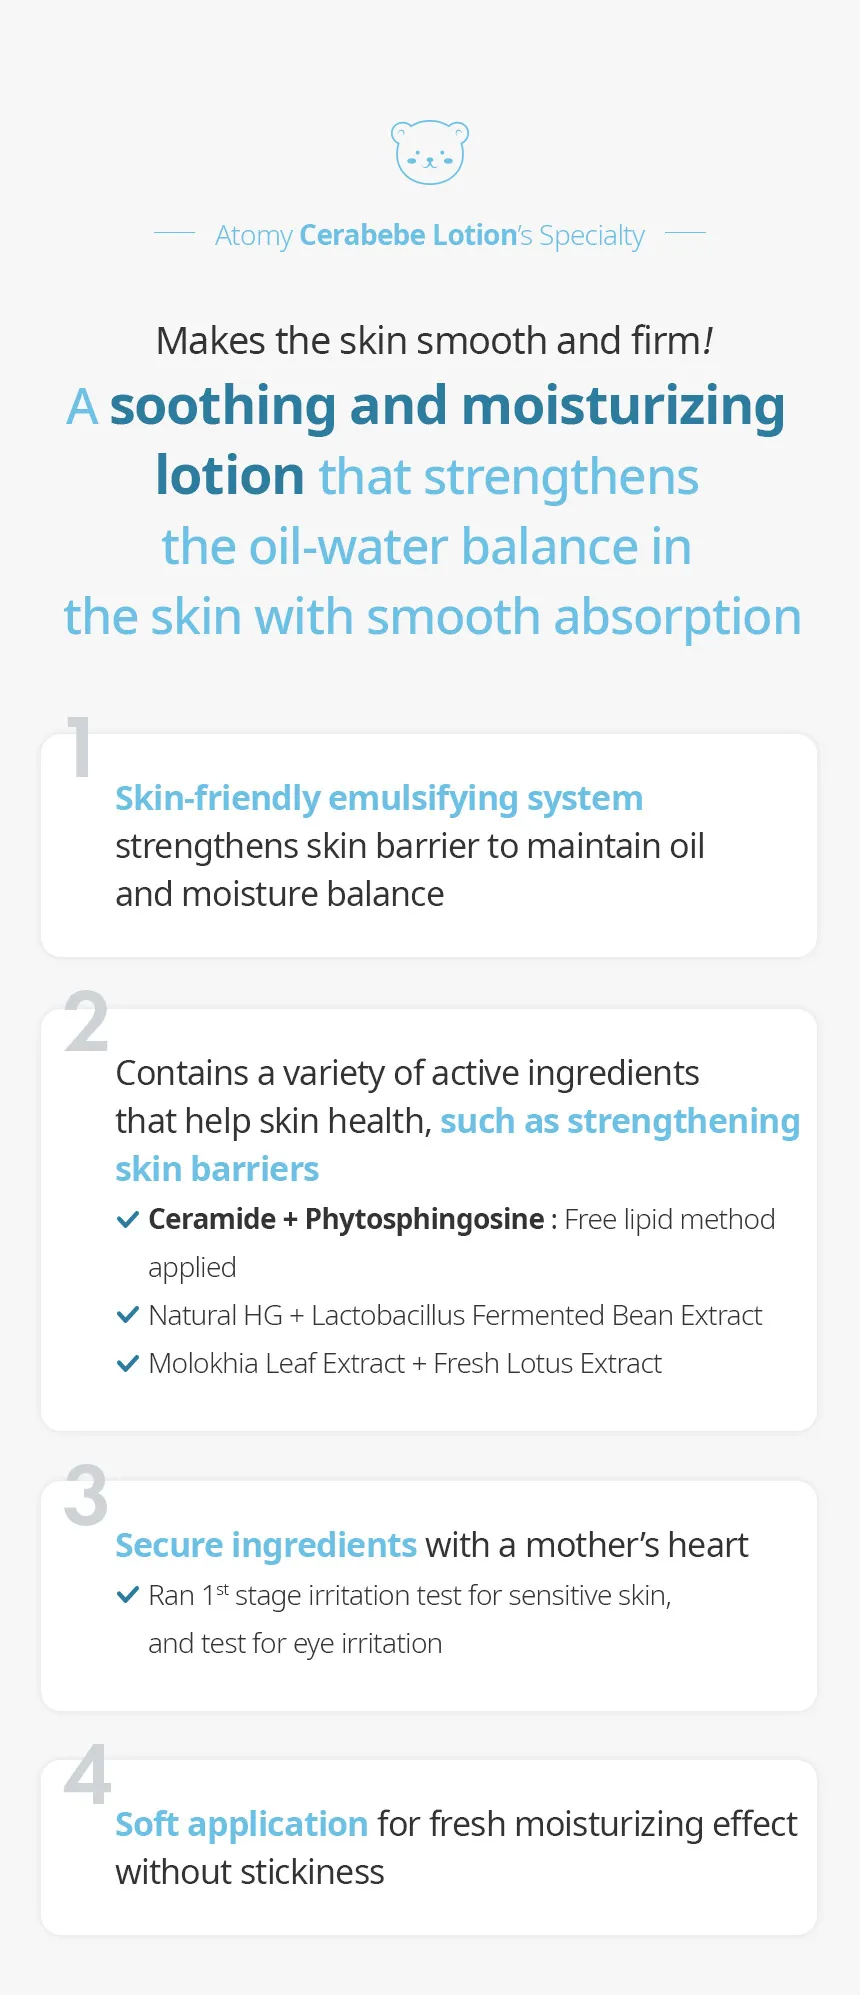 Atomy Cerabebe Lotion's Specialty
Makes the skin smooth and firm!
A soothing and moisturizing
lotion that strengthens
the oil-water balance in
the skin with smooth absorption
1
Skin-friendly emulsifying system
strengthens skin barrier to maintain oil
and moisture balance
2
Contains a variety of active ingredients
that help skin health, such as strengthening
skin barriers
Ceramide + Phytosphingosine : Free lipid method
applied
Natural HG + Lactobacillus Fermented Bean Extract
Molokhia Leaf Extract + Fresh Lotus Extract
3
Secure ingredients with a mother's heart
Ran 1st stage irritation test for sensitive skin,
and test for eye irritation
4
Soft application for fresh moisturizing effect
without stickiness